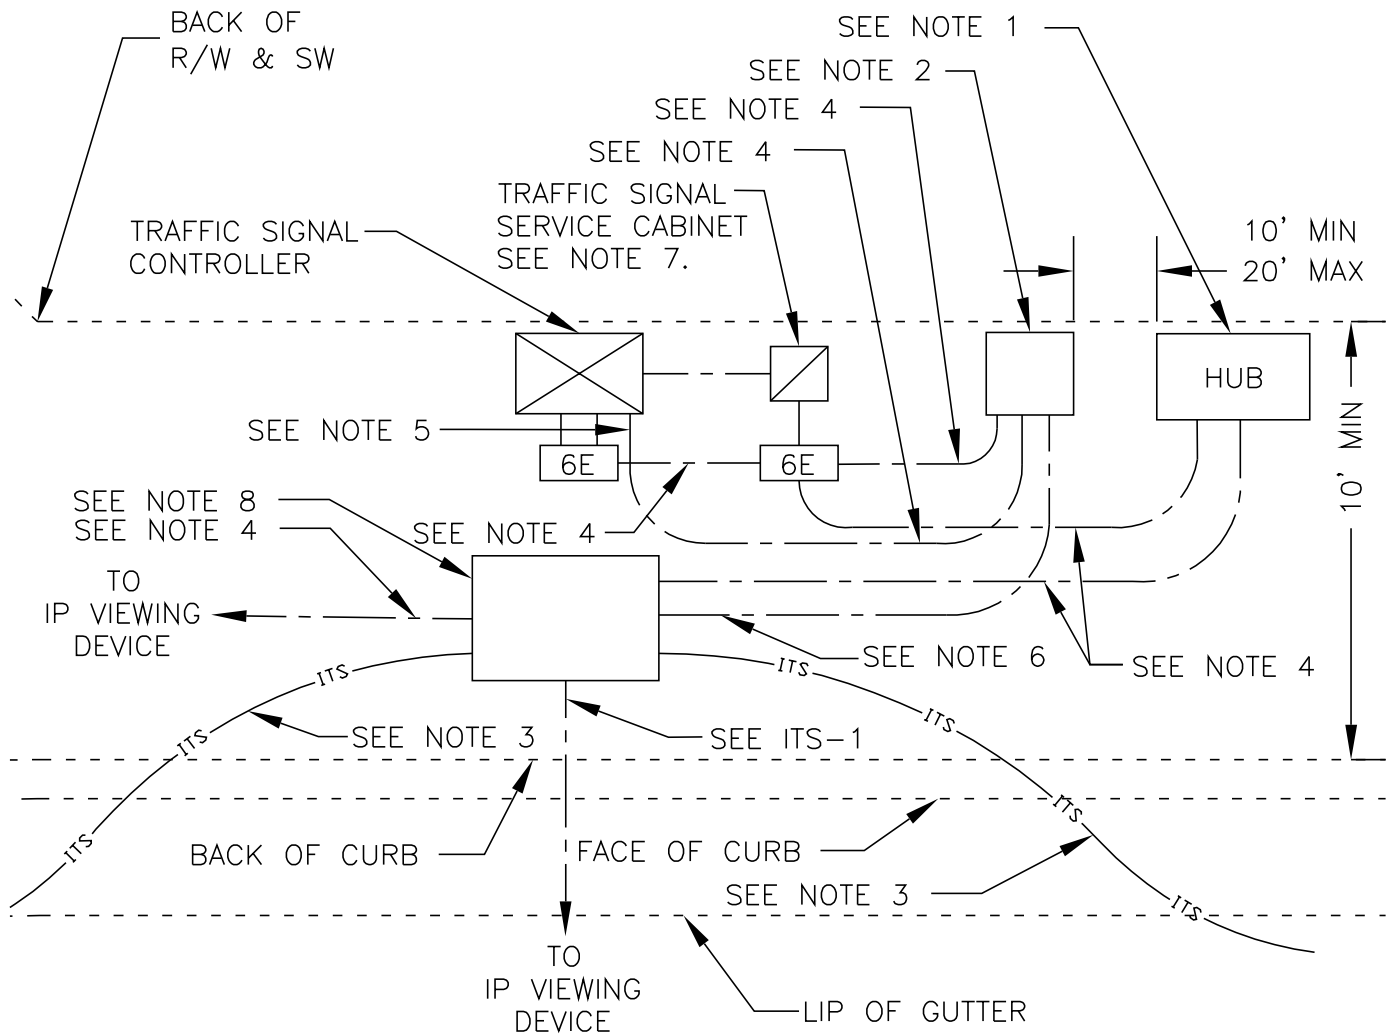 BACK OF
R/W & SW
SEE NOTE 1
SEE NOTE 2
SEE NOTE 4
SEE NOTE 4
TRAFFIC SIGNAL
SERVICE CABINET
SEE NOTE 7.
TRAFFIC SIGNAL
CONTROLLER
10' MIN
20' MAX
HUB
10' MIN
SEE NOTE 5
6E
6E
SEE NOTE 8
SEE NOTE 4
SEE NOTE 4
TO
IP VIEWING
DEVICE
SEE NOTE 6
SEE NOTE 4
ITS
ITS
ITS
ITS
ITS
ITS
ITS
SEE NOTE 3
SEE ITS-1
BACK OF CURB
FACE OF CURB
SEE NOTE 3
TO
IP VIEWING
DEVICE
LIP OF GUTTER